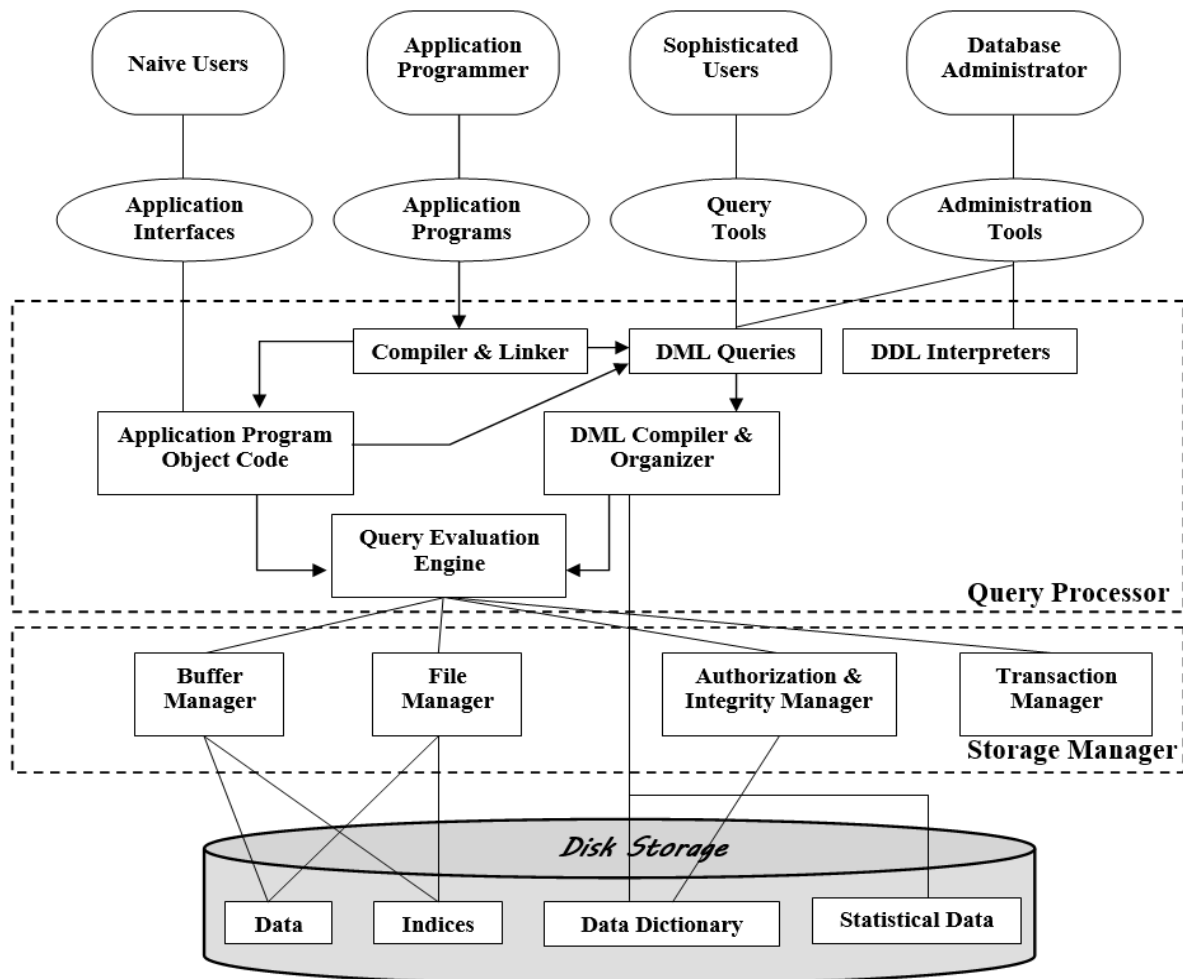 Naive Users
Application
Programmer
Sophisticated
Users
Database
Administrator
Application
Interfaces
Application
Programs
Query
Tools
Administration
Tools
Compiler & Linker
DML Queries
DDL Interpreters
Application Program
Object Code
DML Compiler &
Organizer
Query Evaluation
Engine
Query Processor
Buffer
Manager
File
Manager
Authorization &
Integrity Manager
Transaction
Manager
Storage Manager
Disk Storage
Data
Indices
Data Dictionary
Statistical Data